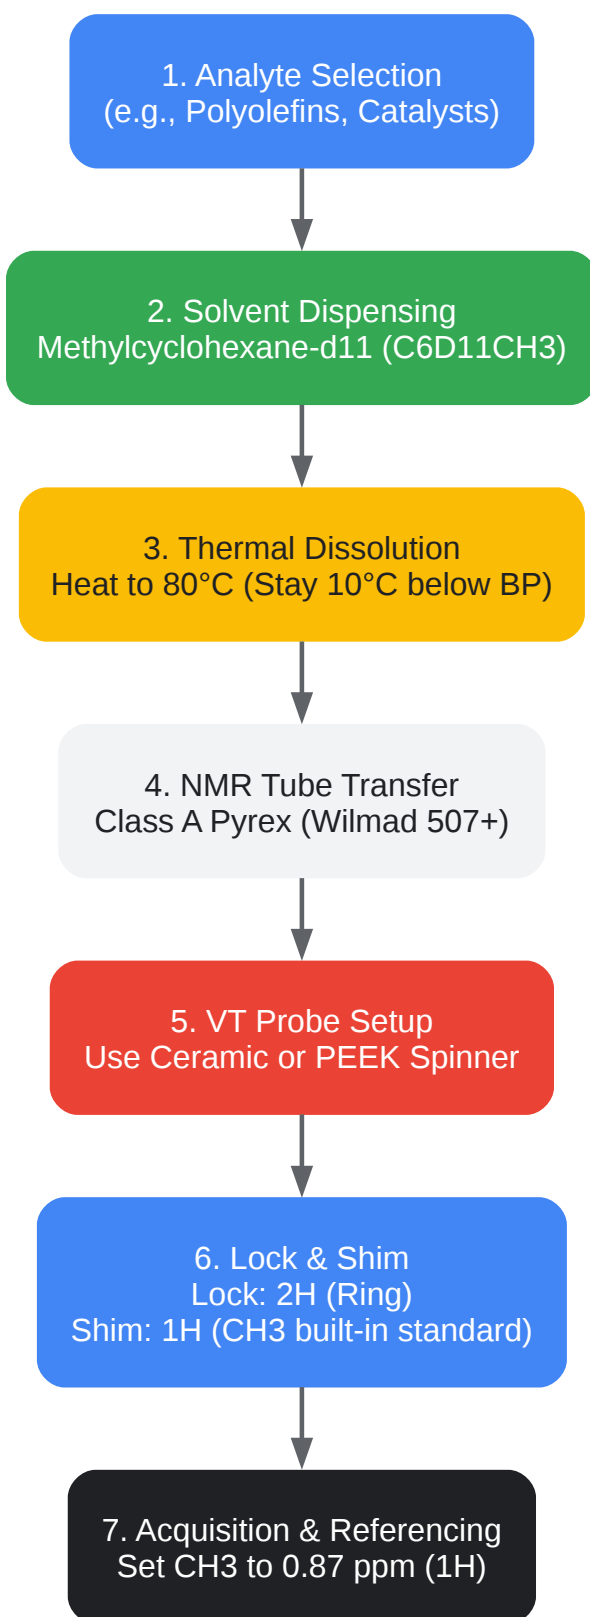 1. Analyte Selection
(e.g., Polyolefins, Catalysts)
2. Solvent Dispensing
Methylcyclohexane-d11 (C6D11CH3)
3. Thermal Dissolution
Heat to 80°C (Stay 10°C below BP)
4. NMR Tube Transfer
Class A Pyrex (Wilmad 507+)
5. VT Probe Setup
Use Ceramic or PEEK Spinner
6. Lock & Shim
Lock: 2H (Ring)
Shim: 1H (CH3 built-in standard)
7. Acquisition & Referencing
Set CH3 to 0.87 ppm (1H)